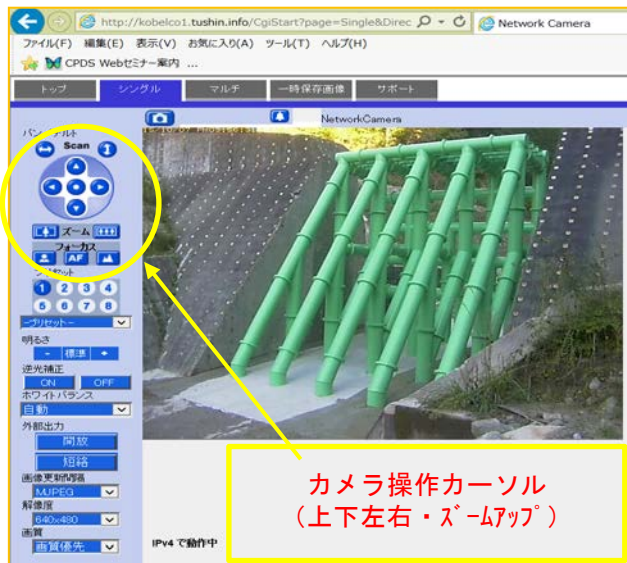 http://kobelco1.tushin.info/CgiStart?page=Single&Direc
Network Camera
ファイル(F) 編集(E) 表示(V) お気に入り(A) ツール(T) ヘルプ(H)
CPDS Webセミナー案内 ...
トップ シングル マルチ 一時保存画像 サポート
NetworkCamera
Scan
ズーム
フォーカス
AF
1 2 3 4
5 6 7 8
-プリセット-
明るさ
- 標準 +
逆光補正
ON OFF
ホワイトバランス
自動
外部出力
開放
短絡
画像更新間隔
MJPEG
解像度
640x480
画質
画質優先
IPv4 で動作中
カメラ操作カーソル
(上下左右・ズームアップ)